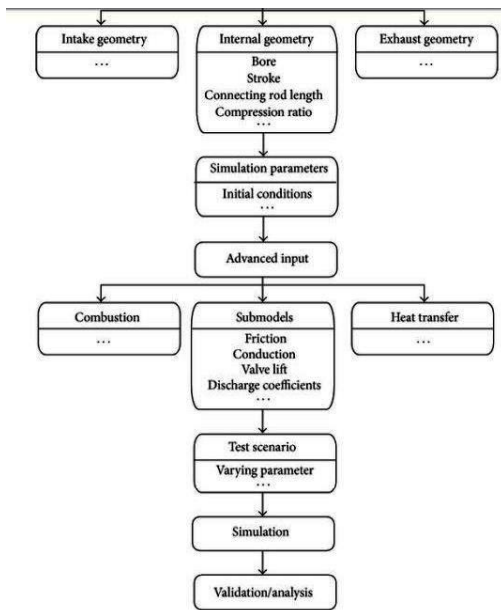 Intake geometry
...
Internal geometry
Bore
Stroke
Connecting rod length
Compression ratio
...
Exhaust geometry
...
Simulation parameters
Initial conditions
...
Advanced input
Combustion
...
Submodels
Friction
Conduction
Valve lift
Discharge coefficients
...
Heat transfer
...
Test scenario
Varying parameter
...
Simulation
Validation/analysis